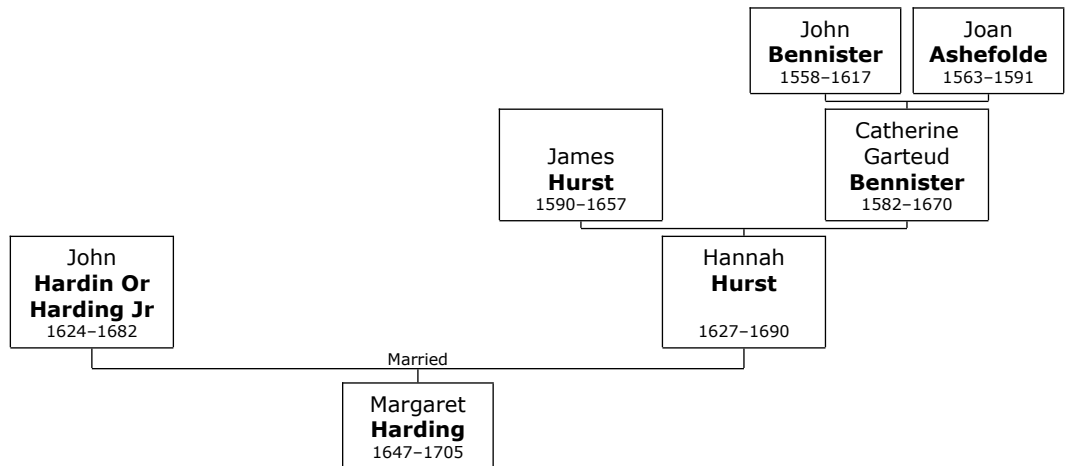 John
Bennister
1558–1617
Joan
Ashefolde
1563–1591
James
Hurst
1590–1657
Catherine
Garteud
Bennister
1582–1670
John
Hardin Or
Harding Jr
1624–1682
Hannah
Hurst
1627–1690
Married
Margaret
Harding
1647–1705